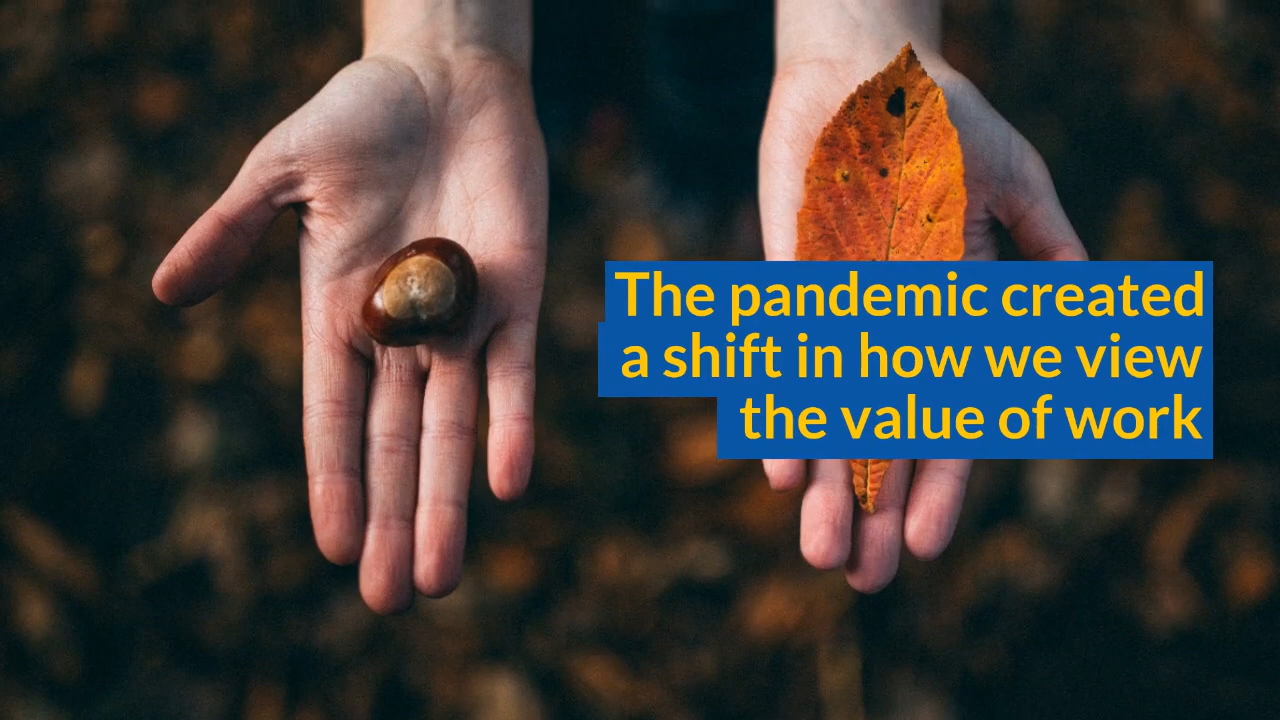 The pandemic created
a shift in how we view
the value of work